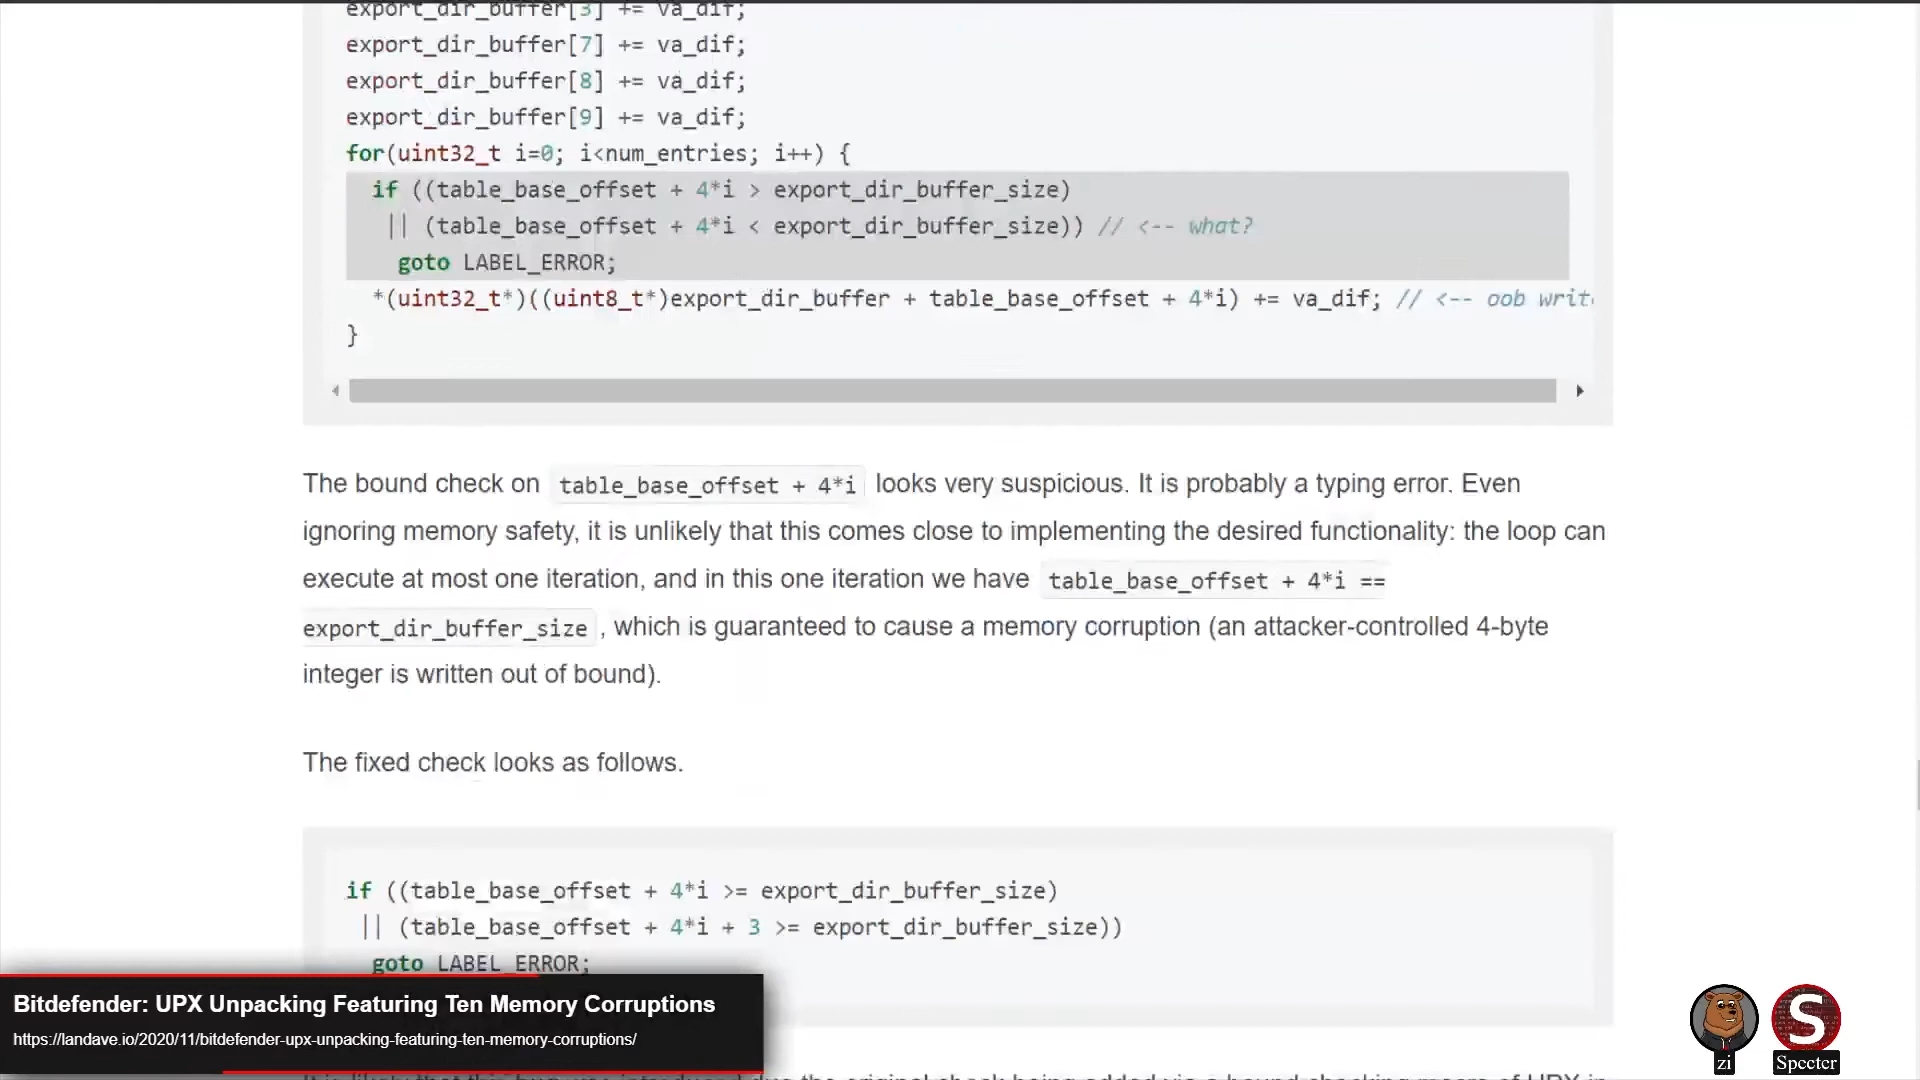 export_dir_buffer[3] += va_dif;
export_dir_buffer[7] += va_dif;
export_dir_buffer[8] += va_dif;
export_dir_buffer[9] += va_dif;
for(uint32_t i=0; i<num_entries; i++) {
if ((table_base_offset + 4*i > export_dir_buffer_size)
|| (table_base_offset + 4*i < export_dir_buffer_size)) // <-- what?
goto LABEL_ERROR;
*(uint32_t*)((uint8_t*)export_dir_buffer + table_base_offset + 4*i) += va_dif; // <-- oob writ
}
The bound check on table_base_offset + 4*i looks very suspicious. It is probably a typing error. Even
ignoring memory safety, it is unlikely that this comes close to implementing the desired functionality: the loop can
execute at most one iteration, and in this one iteration we have table_base_offset + 4*i ==
export_dir_buffer_size , which is guaranteed to cause a memory corruption (an attacker-controlled 4-byte
integer is written out of bound).
The fixed check looks as follows.
if ((table_base_offset + 4*i >= export_dir_buffer_size)
|| (table_base_offset + 4*i + 3 >= export_dir_buffer_size))
goto LABEL_ERROR;
Bitdefender: UPX Unpacking Featuring Ten Memory Corruptions
https://landave.io/2020/11/bitdefender-upx-unpacking-featuring-ten-memory-corruptions/
S
zi
Specter